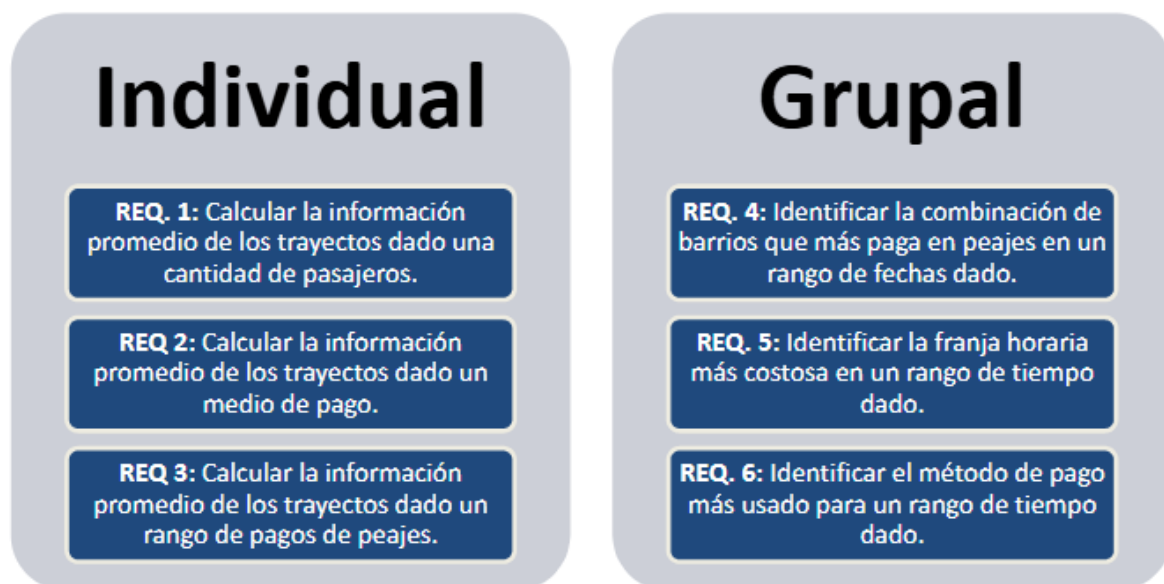 Individual
REQ. 1: Calcular la información
promedio de los trayectos dado una
cantidad de pasajeros.
REQ 2: Calcular la información
promedio de los trayectos dado un
medio de pago.
REQ 3: Calcular la información
promedio de los trayectos dado un
rango de pagos de peajes.
Grupal
REQ. 4: Identificar la combinación de
barrios que más paga en peajes en un
rango de fechas dado.
REQ. 5: Identificar la franja horaria
más costosa en un rango de tiempo
dado.
REQ. 6: Identificar el método de pago
más usado para un rango de tiempo
dado.